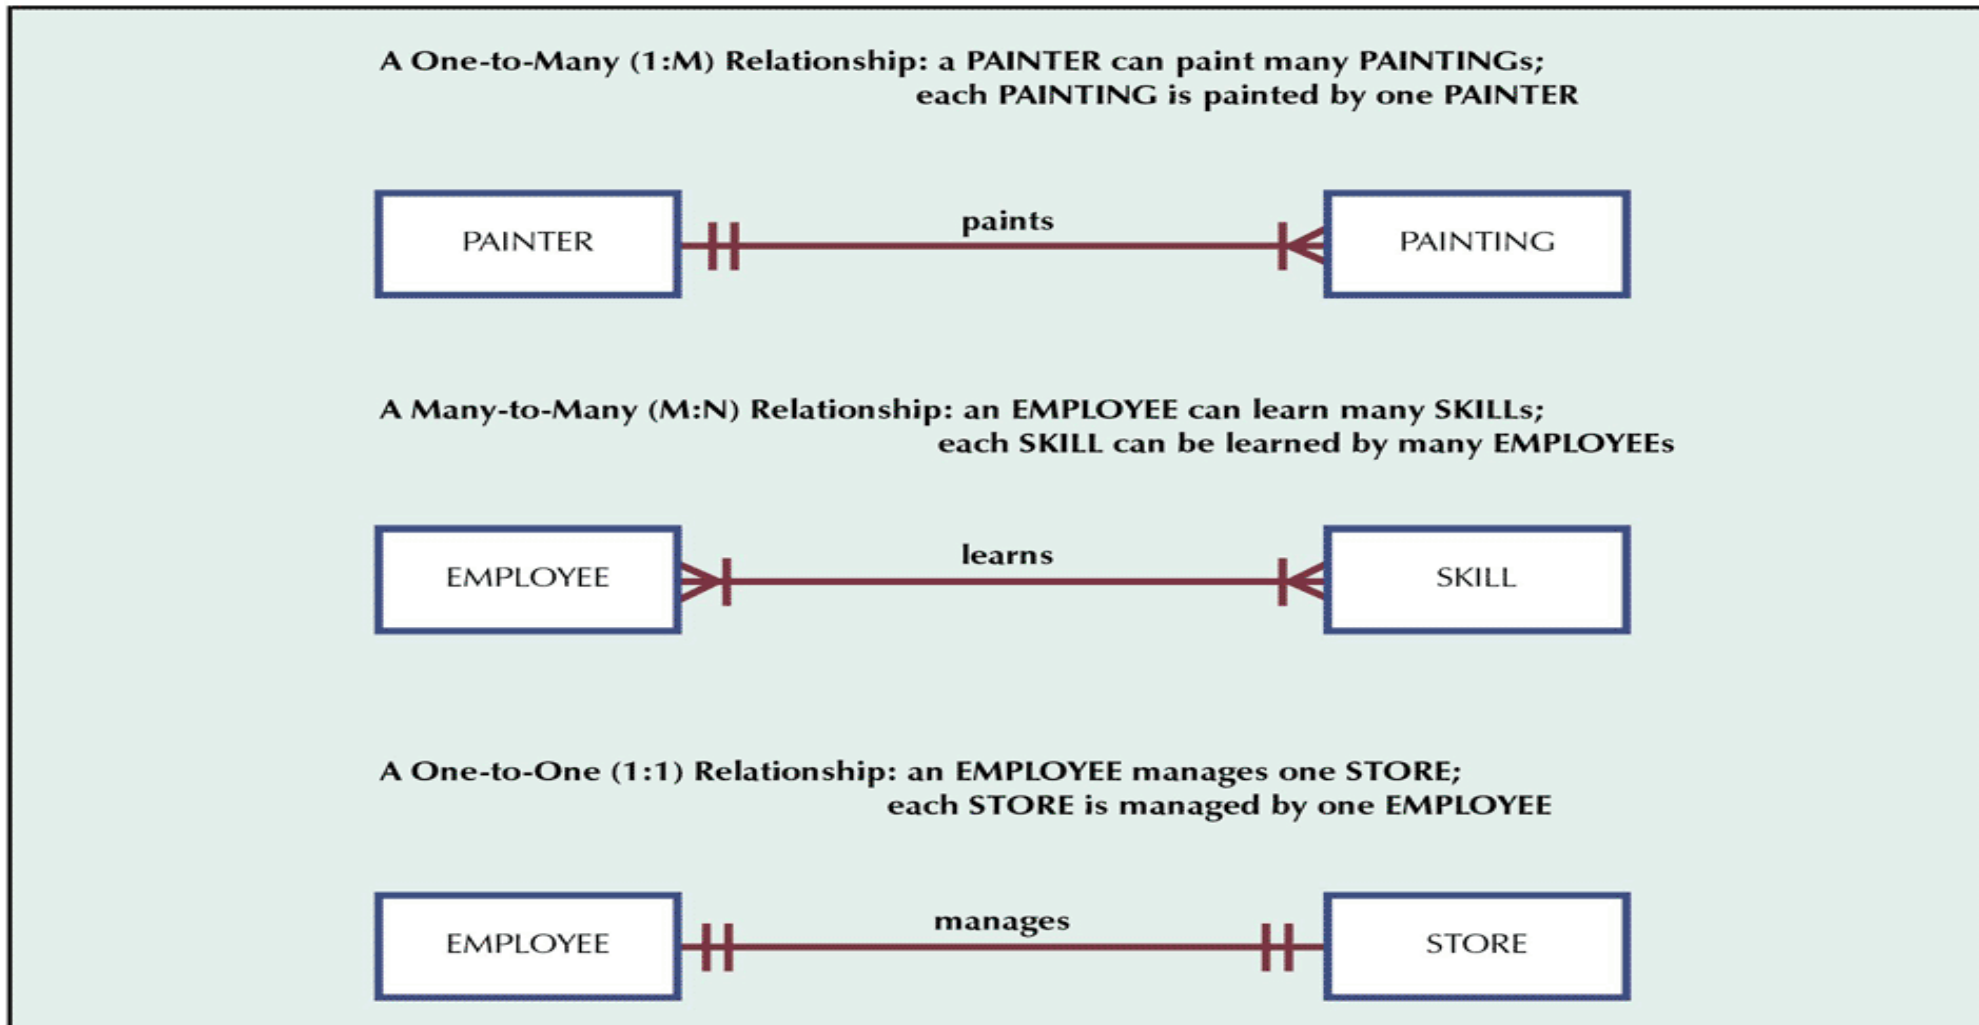 A One-to-Many (1:M) Relationship: a PAINTER can paint many PAINTINGs;
each PAINTING is painted by one PAINTER
paints
PAINTER
PAINTING
A Many-to-Many (M:N) Relationship: an EMPLOYEE can learn many SKILLs;
each SKILL can be learned by many EMPLOYEEs
learns
EMPLOYEE
SKILL
A One-to-One (1:1) Relationship: an EMPLOYEE manages one STORE;
each STORE is managed by one EMPLOYEE
manages
EMPLOYEE
STORE